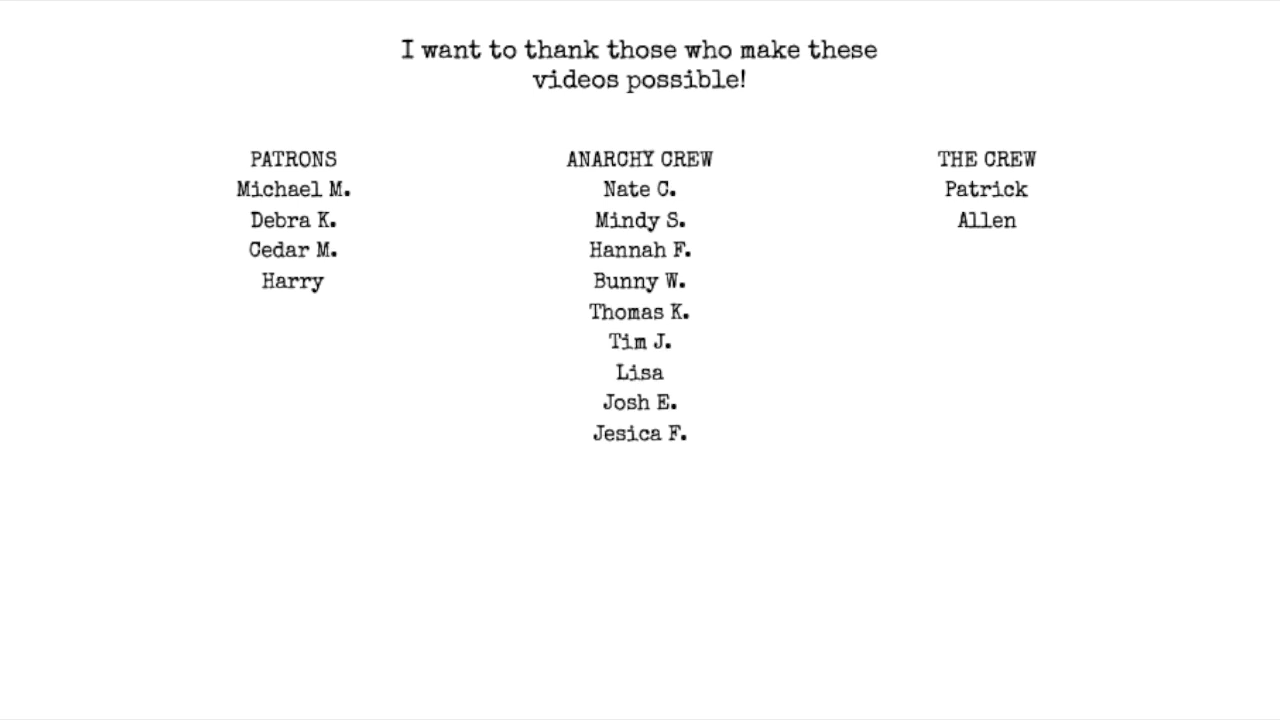 I want to thank those who make these
videos possible!
PATRONS
Michael M.
Debra K.
Cedar M.
Harry
ANARCHY CREW
Nate C.
Mindy S.
Hannah F.
Bunny W.
Thomas K.
Tim J.
Lisa
Josh E.
Jesica F.
THE CREW
Patrick
Allen